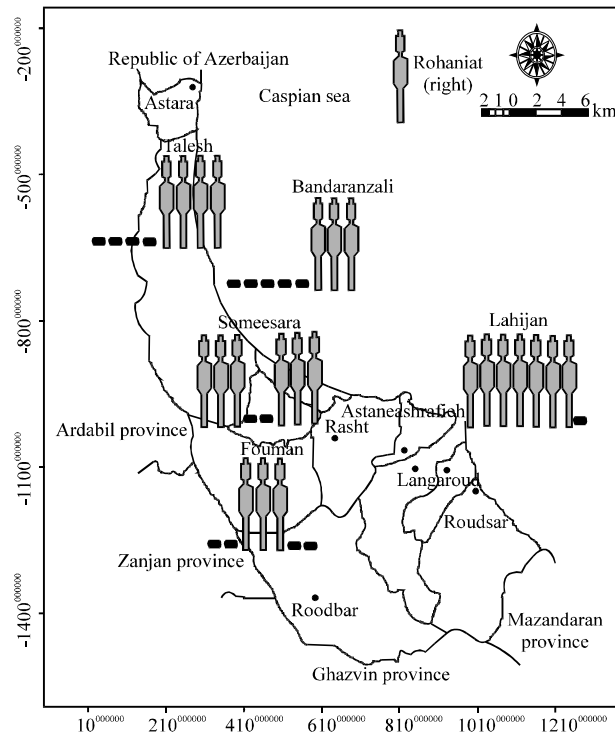 -200000000
Republic of Azerbaijan
Rohaniat
(right)
Astara
Caspian sea
2 1 0 2 4 6
km
Talesh
-500000000
Bandaranzali
-800000000
Someesara
Lahijan
Astaneashrafieh
Rasht
Ardabil province
Fouman
-1100000000
Langaroud
Roudsar
Zanjan province
Roodbar
-1400000000
Mazandaran
province
Ghazvin province
10000000 210000000 410000000 610000000 810000000 1010000000 1210000000